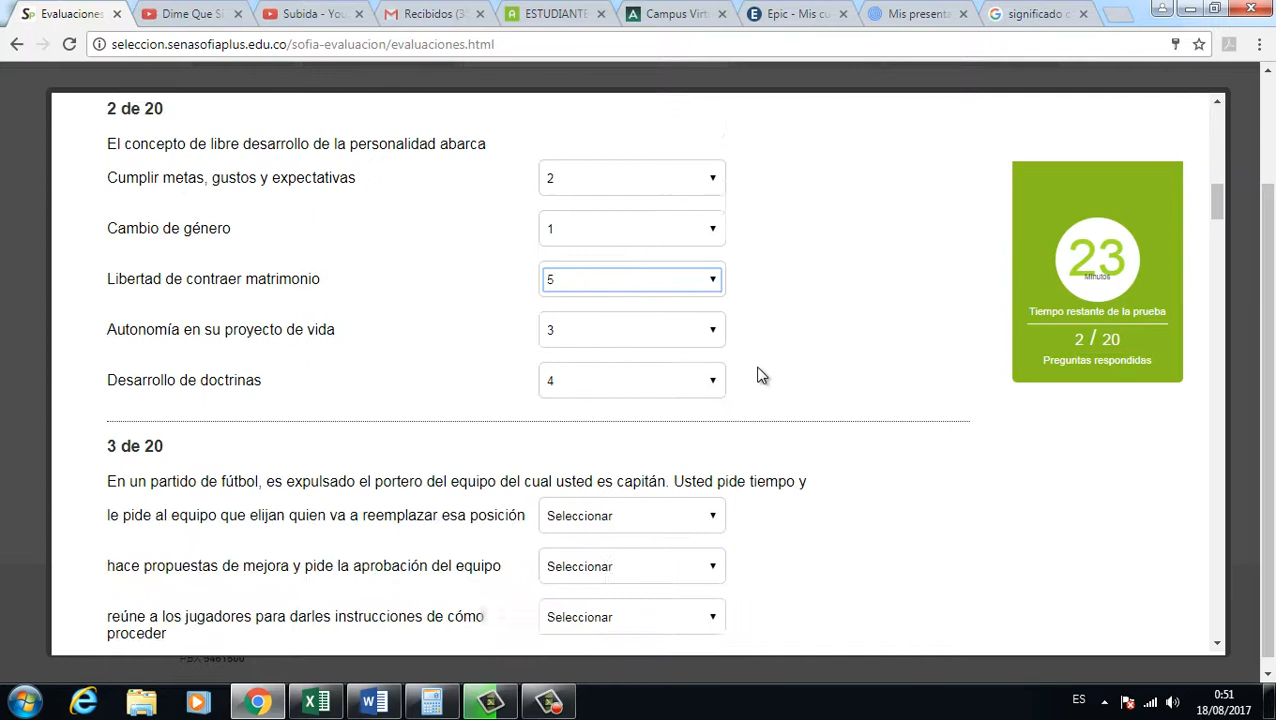 Evaluaciones
Dime Que Si
Subida - You
Recibidos (35
ESTUDIANTE
Campus Virt
Epic - Mis cu
Mis presenta
significado c
seleccion.senasofiaplus.edu.co/sofia-evaluacion/evaluaciones.html
2 de 20
El concepto de libre desarrollo de la personalidad abarca
Cumplir metas, gustos y expectativas 2
Cambio de género 1
Libertad de contraer matrimonio 5
Autonomía en su proyecto de vida 3
Desarrollo de doctrinas 4
23
Minutos
Tiempo restante de la prueba
2 / 20
Preguntas respondidas
3 de 20
En un partido de fútbol, es expulsado el portero del equipo del cual usted es capitán. Usted pide tiempo y
le pide al equipo que elijan quien va a reemplazar esa posición Seleccionar
hace propuestas de mejora y pide la aprobación del equipo Seleccionar
reúne a los jugadores para darles instrucciones de cómo Seleccionar
proceder
ES
0:51
18/08/2017